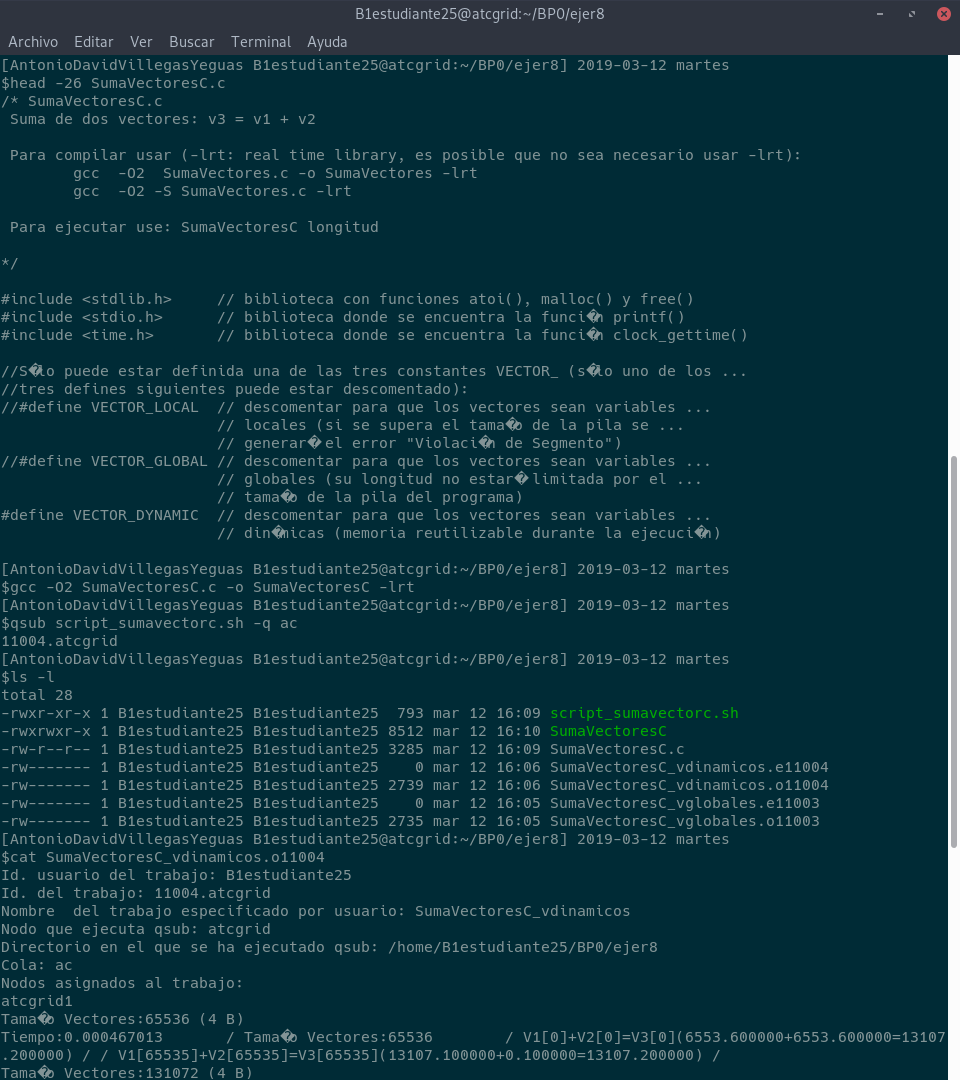 B1estudiante25@atcgrid:~/BP0/ejer8
Archivo Editar Ver Buscar Terminal Ayuda
[AntonioDavidVillegasYeguas B1estudiante25@atcgrid:~/BP0/ejer8] 2019-03-12 martes
$head -26 SumaVectoresC.c
/* SumaVectoresC.c
 Suma de dos vectores: v3 = v1 + v2
 Para compilar usar (-lrt: real time library, es posible que no sea necesario usar -lrt):
        gcc  -O2  SumaVectores.c -o SumaVectores -lrt
        gcc  -O2 -S SumaVectores.c -lrt
 Para ejecutar use: SumaVectoresC longitud
*/
#include <stdlib.h>     // biblioteca con funciones atoi(), malloc() y free()
#include <stdio.h>      // biblioteca donde se encuentra la funci�n printf()
#include <time.h>       // biblioteca donde se encuentra la funci�n clock_gettime()
//S�lo puede estar definida una de las tres constantes VECTOR_ (s�lo uno de los ...
//tres defines siguientes puede estar descomentado):
//#define VECTOR_LOCAL  // descomentar para que los vectores sean variables ...
                        // locales (si se supera el tama�o de la pila se ...
                        // generar� el error "Violaci�n de Segmento")
//#define VECTOR_GLOBAL // descomentar para que los vectores sean variables ...
                        // globales (su longitud no estar� limitada por el ...
                        // tama�o de la pila del programa)
#define VECTOR_DYNAMIC  // descomentar para que los vectores sean variables ...
                        // din�micas (memoria reutilizable durante la ejecuci�n)
[AntonioDavidVillegasYeguas B1estudiante25@atcgrid:~/BP0/ejer8] 2019-03-12 martes
$gcc -O2 SumaVectoresC.c -o SumaVectoresC -lrt
[AntonioDavidVillegasYeguas B1estudiante25@atcgrid:~/BP0/ejer8] 2019-03-12 martes
$qsub script_sumavectorc.sh -q ac
11004.atcgrid
[AntonioDavidVillegasYeguas B1estudiante25@atcgrid:~/BP0/ejer8] 2019-03-12 martes
$ls -l
total 28
-rwxr-xr-x 1 B1estudiante25 B1estudiante25  793 mar 12 16:09 script_sumavectorc.sh
-rwxrwxr-x 1 B1estudiante25 B1estudiante25 8512 mar 12 16:10 SumaVectoresC
-rw-r--r-- 1 B1estudiante25 B1estudiante25 3285 mar 12 16:09 SumaVectoresC.c
-rw------- 1 B1estudiante25 B1estudiante25    0 mar 12 16:06 SumaVectoresC_vdinamicos.e11004
-rw------- 1 B1estudiante25 B1estudiante25 2739 mar 12 16:06 SumaVectoresC_vdinamicos.o11004
-rw------- 1 B1estudiante25 B1estudiante25    0 mar 12 16:05 SumaVectoresC_vglobales.e11003
-rw------- 1 B1estudiante25 B1estudiante25 2735 mar 12 16:05 SumaVectoresC_vglobales.o11003
[AntonioDavidVillegasYeguas B1estudiante25@atcgrid:~/BP0/ejer8] 2019-03-12 martes
$cat SumaVectoresC_vdinamicos.o11004
Id. usuario del trabajo: B1estudiante25
Id. del trabajo: 11004.atcgrid
Nombre  del trabajo especificado por usuario: SumaVectoresC_vdinamicos
Nodo que ejecuta qsub: atcgrid
Directorio en el que se ha ejecutado qsub: /home/B1estudiante25/BP0/ejer8
Cola: ac
Nodos asignados al trabajo:
atcgrid1
Tama�o Vectores:65536 (4 B)
Tiempo:0.000467013       / Tama�o Vectores:65536        / V1[0]+V2[0]=V3[0](6553.600000+6553.600000=13107
.200000) / / V1[65535]+V2[65535]=V3[65535](13107.100000+0.100000=13107.200000) /
Tama�o Vectores:131072 (4 B)